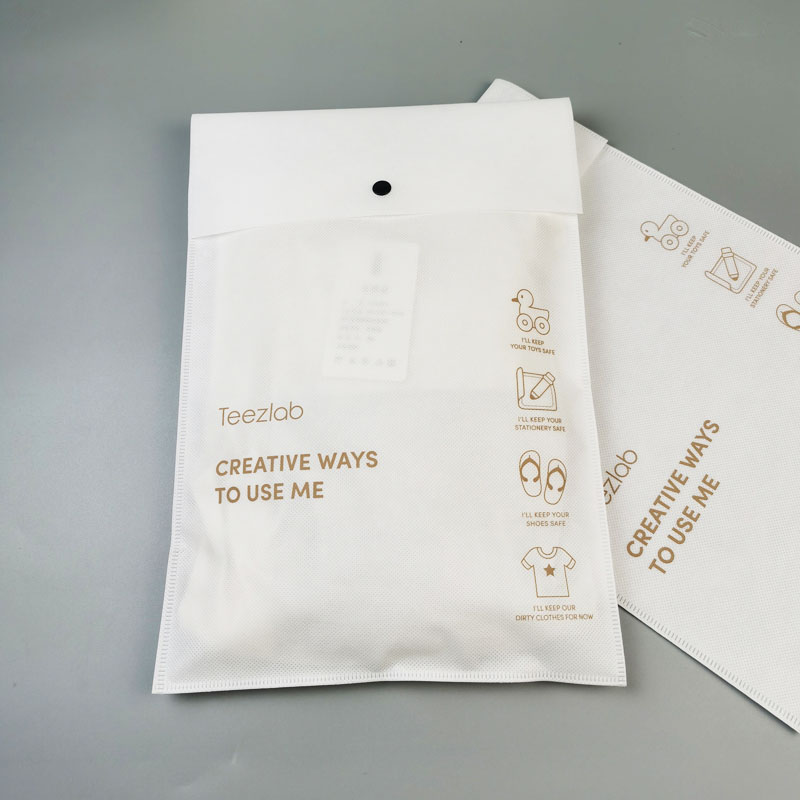 Teezlab
CREATIVE WAYS
TO USE ME
I'LL KEEP
YOUR TOYS SAFE
I'LL KEEP YOUR
STATIONERY SAFE
I'LL KEEP YOUR
SHOES SAFE
I'LL KEEP OUR
DIRTY CLOTHES FOR NOW
I'LL KEEP
YOUR TOYS SAFE
I'LL KEEP YOUR
STATIONERY SAFE
ezlab
CREATIVE WAYS
TO USE ME